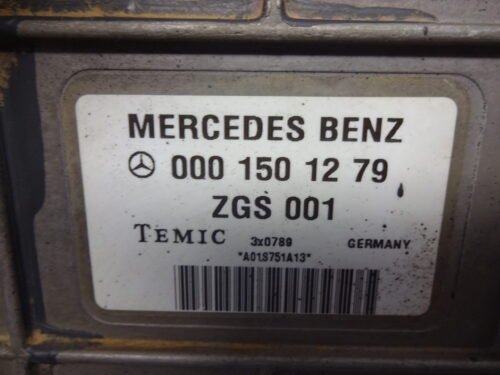 MERCEDES BENZ
000 150 12 79
ZGS 001
TEMIC 3x0789 GERMANY
*A01S751A13*